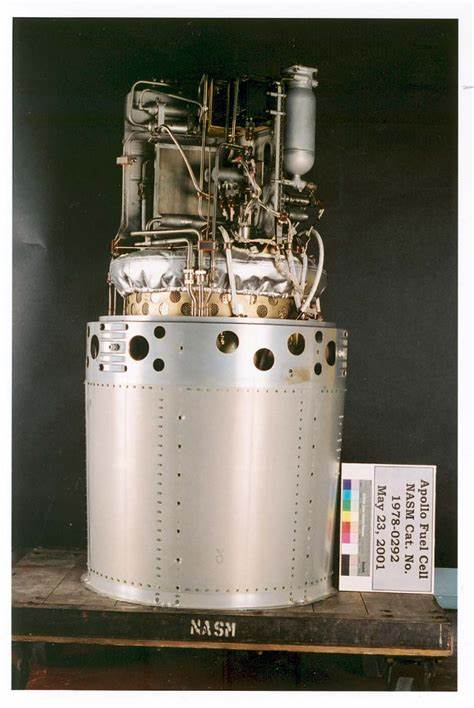 Apollo Fuel Cell
NASM Cat. No.
1978-0292
May 23, 2001
NASM